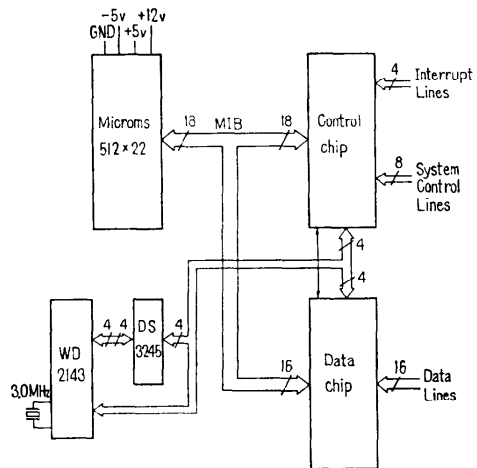 -5v +12v
GND +5v
Microms
512×22
18 MIB 18
Control
chip
4 Interrupt
Lines
8 System
Control
Lines
4
4
WD
2143
4 4
DS
3245
4
3,0MHz
16
Data
chip
16 Data
Lines